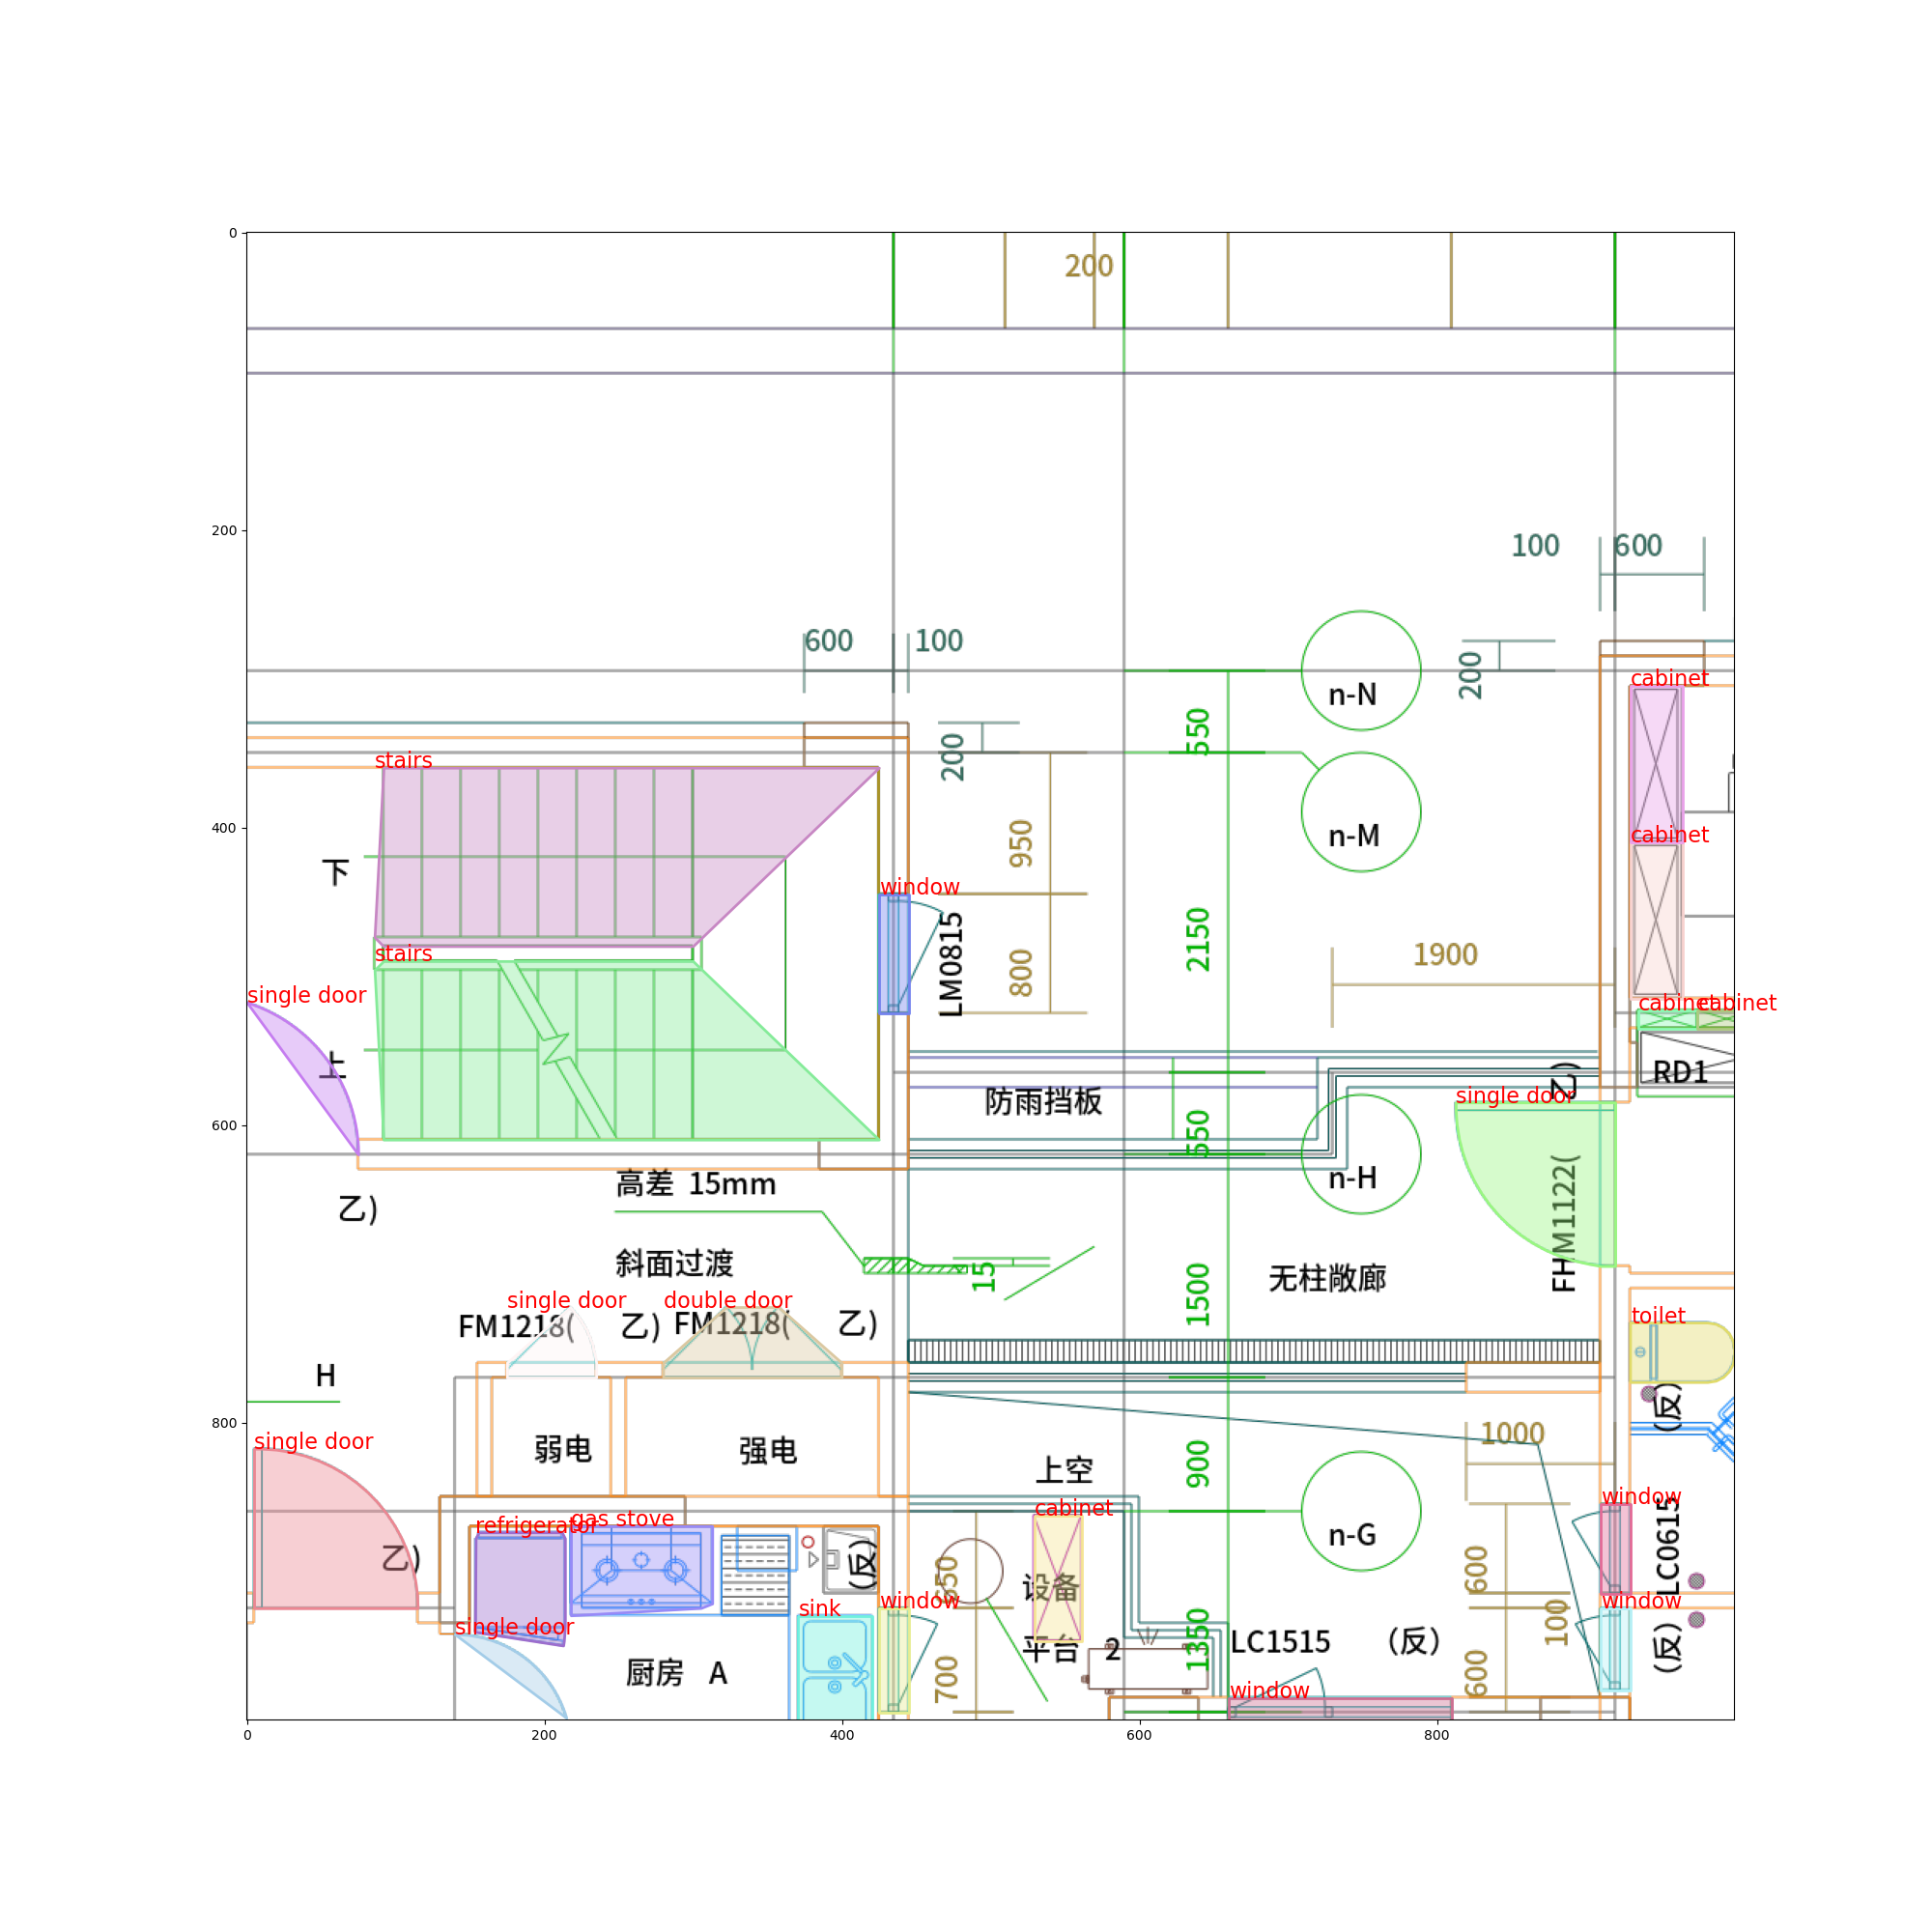 0
200
200
100
600
600
100
200
n-N
cabinet
550
200
stairs
n-M
cabinet
950
下
window
LM0815
2150
1900
stairs
800
single door
cabinet
cabinet
上
RD1
(2
防雨挡板
single door
550
600
FHM1122(
高差 15mm
n-H
乙)
斜面过渡
15
1500
无柱敞廊
single door
double door
toilet
FM1218(
乙)
FM1218(
乙)
H
(反)
800
1000
single door
弱电
强电
900
上空
window
cabinet
LC0615
refrigerator
gas stove
n-G
乙)
(反)
650
设备
600
window
window
sink
100
single door
平台
2
1350
LC1515
(反)
(反)
厨房 A
700
600
window
0
200
400
600
800
400